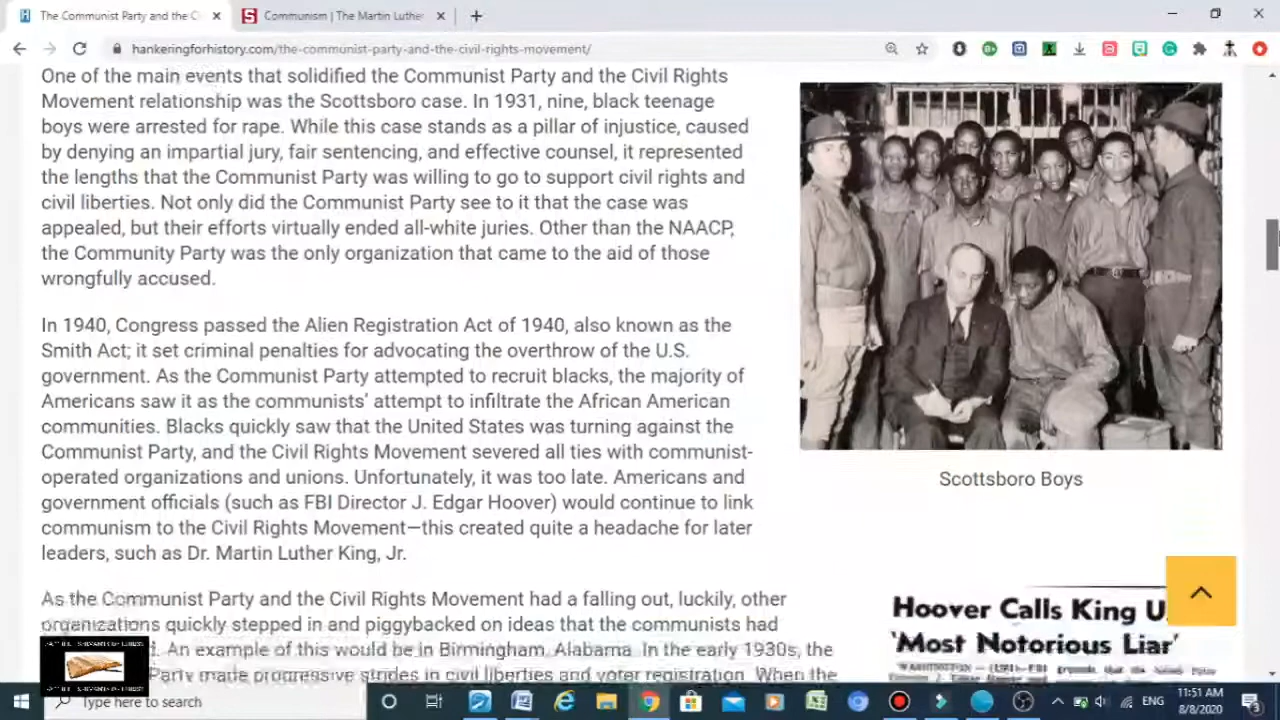 The Communist Party and the C
Communism | The Martin Luther
hankeringforhistory.com/the-communist-party-and-the-civil-rights-movement/
One of the main events that solidified the Communist Party and the Civil Rights
Movement relationship was the Scottsboro case. In 1931, nine, black teenage
boys were arrested for rape. While this case stands as a pillar of injustice, caused
by denying an impartial jury, fair sentencing, and effective counsel, it represented
the lengths that the Communist Party was willing to go to support civil rights and
civil liberties. Not only did the Communist Party see to it that the case was
appealed, but their efforts virtually ended all-white juries. Other than the NAACP,
the Community Party was the only organization that came to the aid of those
wrongfully accused.
In 1940, Congress passed the Alien Registration Act of 1940, also known as the
Smith Act; it set criminal penalties for advocating the overthrow of the U.S.
government. As the Communist Party attempted to recruit blacks, the majority of
Americans saw it as the communists' attempt to infiltrate the African American
communities. Blacks quickly saw that the United States was turning against the
Communist Party, and the Civil Rights Movement severed all ties with communist-
operated organizations and unions. Unfortunately, it was too late. Americans and
government officials (such as FBI Director J. Edgar Hoover) would continue to link
communism to the Civil Rights Movement—this created quite a headache for later
leaders, such as Dr. Martin Luther King, Jr.
As the Communist Party and the Civil Rights Movement had a falling out, luckily, other
organizations quickly stepped in and piggybacked on ideas that the communists had
An example of this would be in Birmingham, Alabama. In the early 1930s, the
Party made progressive strides in civil liberties and voter registration. When the
Scottsboro Boys
Hoover Calls King U.
'Most Notorious Liar'
Type here to search
ENG
11:51 AM
8/8/2020
3